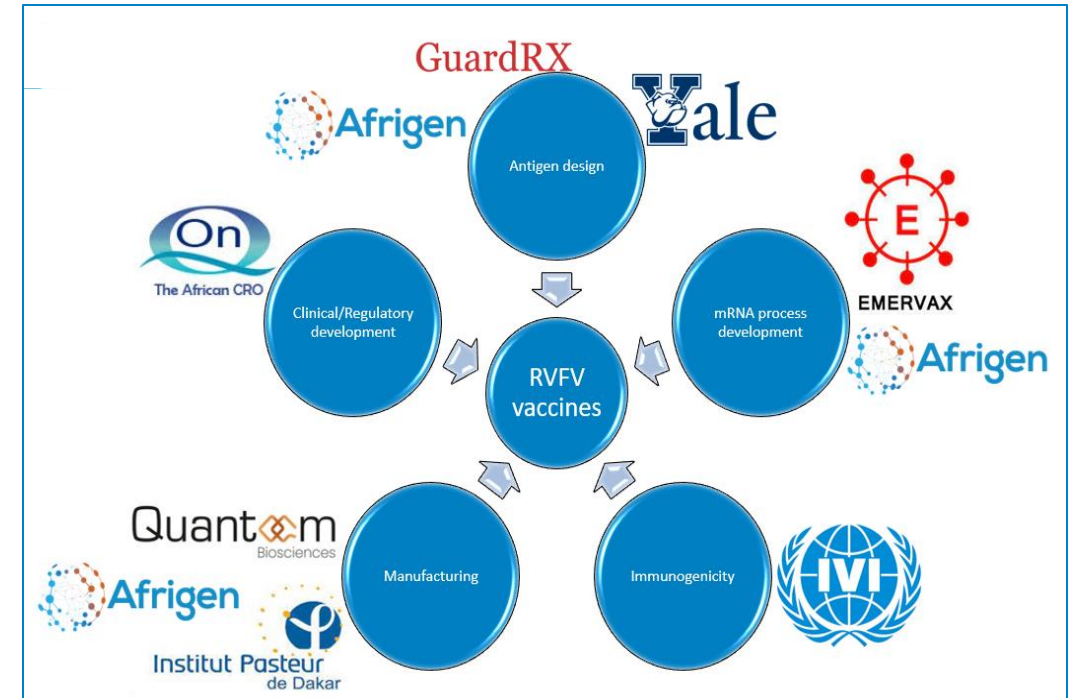 GuardRX
Afrigen
Yale
Antigen design
On
The African CRO
Clinical/Regulatory
development
E
EMERVAX
mRNA process
development
Afrigen
RVFV
vaccines
Quantoom
Biosciences
Afrigen
Institut Pasteur
de Dakar
Manufacturing
Immunogenicity
IVI